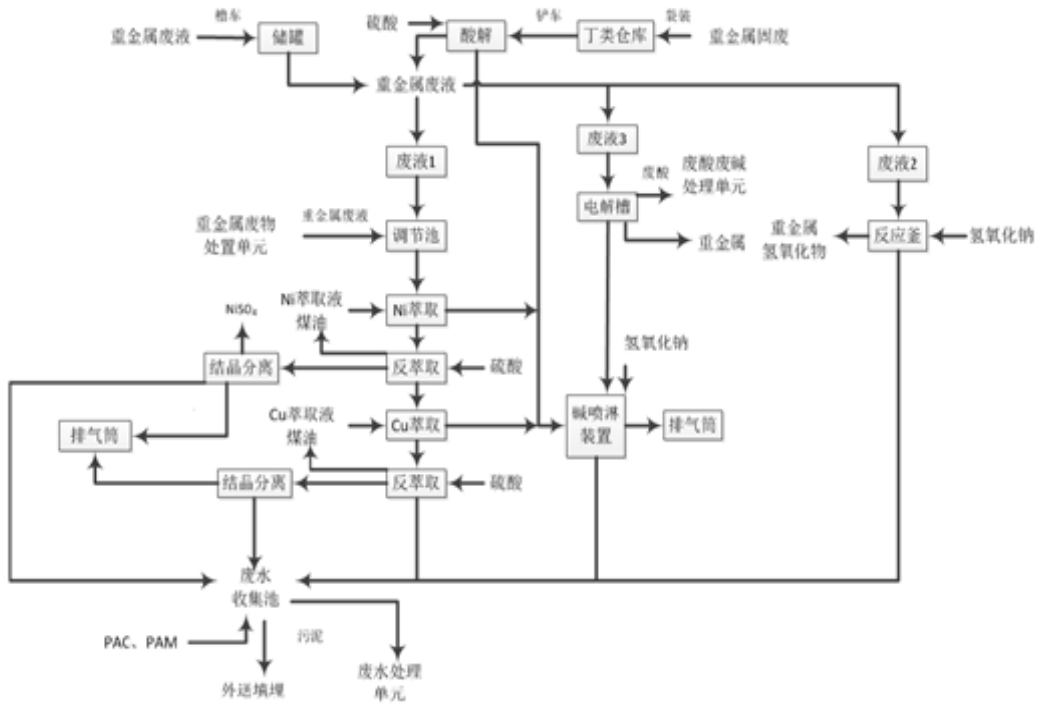 槽车
硫酸
铲车
袋装
重金属废液
储罐
酸解
丁类仓库
重金属固废
重金属废液
废液1
废液3
废液2
废酸
废酸废碱
处理单元
重金属废物
处置单元
重金属废液
调节池
电解槽
重金属
重金属
氢氧化物
反应釜
氢氧化钠
NiSO₄
Ni萃取液
煤油
Ni萃取
结晶分离
反萃取
硫酸
氢氧化钠
Cu萃取液
煤油
Cu萃取
碱喷淋
装置
排气筒
排气筒
结晶分离
反萃取
硫酸
废水
收集池
PAC、PAM
污泥
外送填埋
废水处理
单元